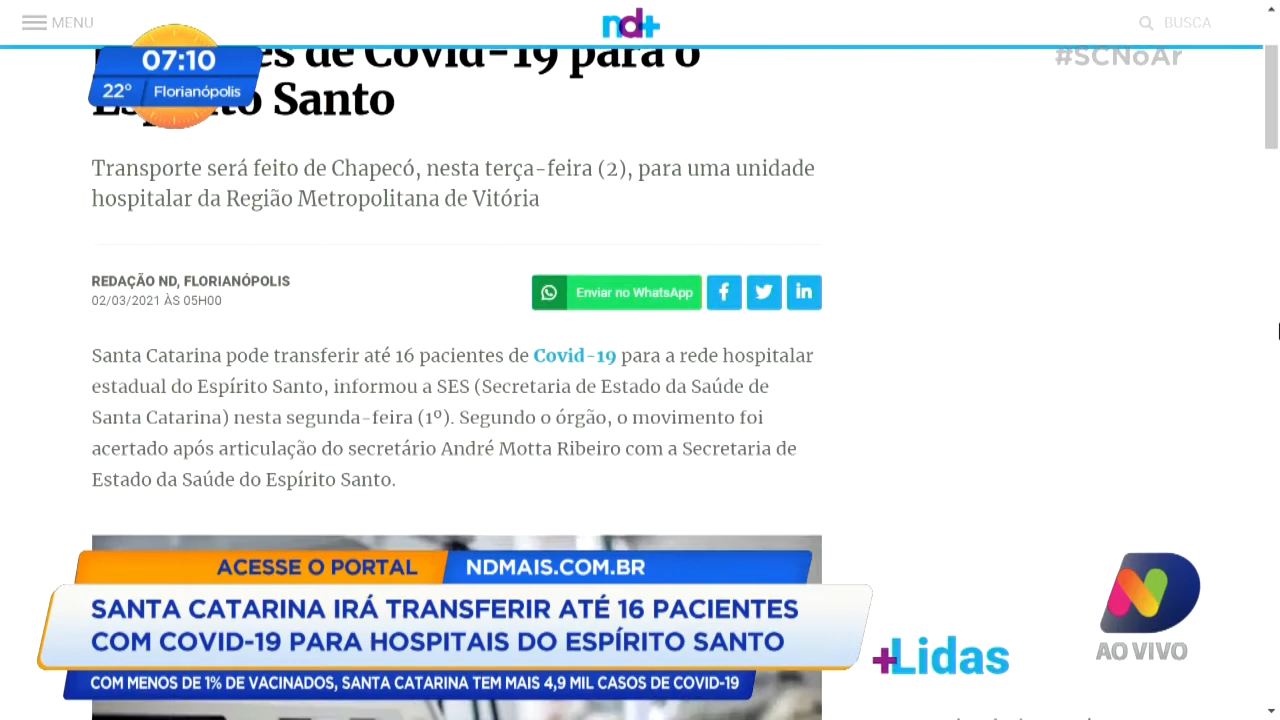 MENU
nd+
BUSCA
#SCNoAr
07:10
22° Florianópolis
es de Covid-19 para o
Santo
Transporte será feito de Chapecó, nesta terça-feira (2), para uma unidade
hospitalar da Região Metropolitana de Vitória
REDAÇÃO ND, FLORIANÓPOLIS
02/03/2021 ÀS 05H00
Enviar no WhatsApp
Santa Catarina pode transferir até 16 pacientes de Covid-19 para a rede hospitalar
estadual do Espírito Santo, informou a SES (Secretaria de Estado da Saúde de
Santa Catarina) nesta segunda-feira (1º). Segundo o órgão, o movimento foi
acertado após articulação do secretário André Motta Ribeiro com a Secretaria de
Estado da Saúde do Espírito Santo.
ACESSE O PORTAL NDMAIS.COM.BR
SANTA CATARINA IRÁ TRANSFERIR ATÉ 16 PACIENTES
COM COVID-19 PARA HOSPITAIS DO ESPÍRITO SANTO
COM MENOS DE 1% DE VACINADOS, SANTA CATARINA TEM MAIS 4,9 MIL CASOS DE COVID-19
+Lidas
N
AO VIVO